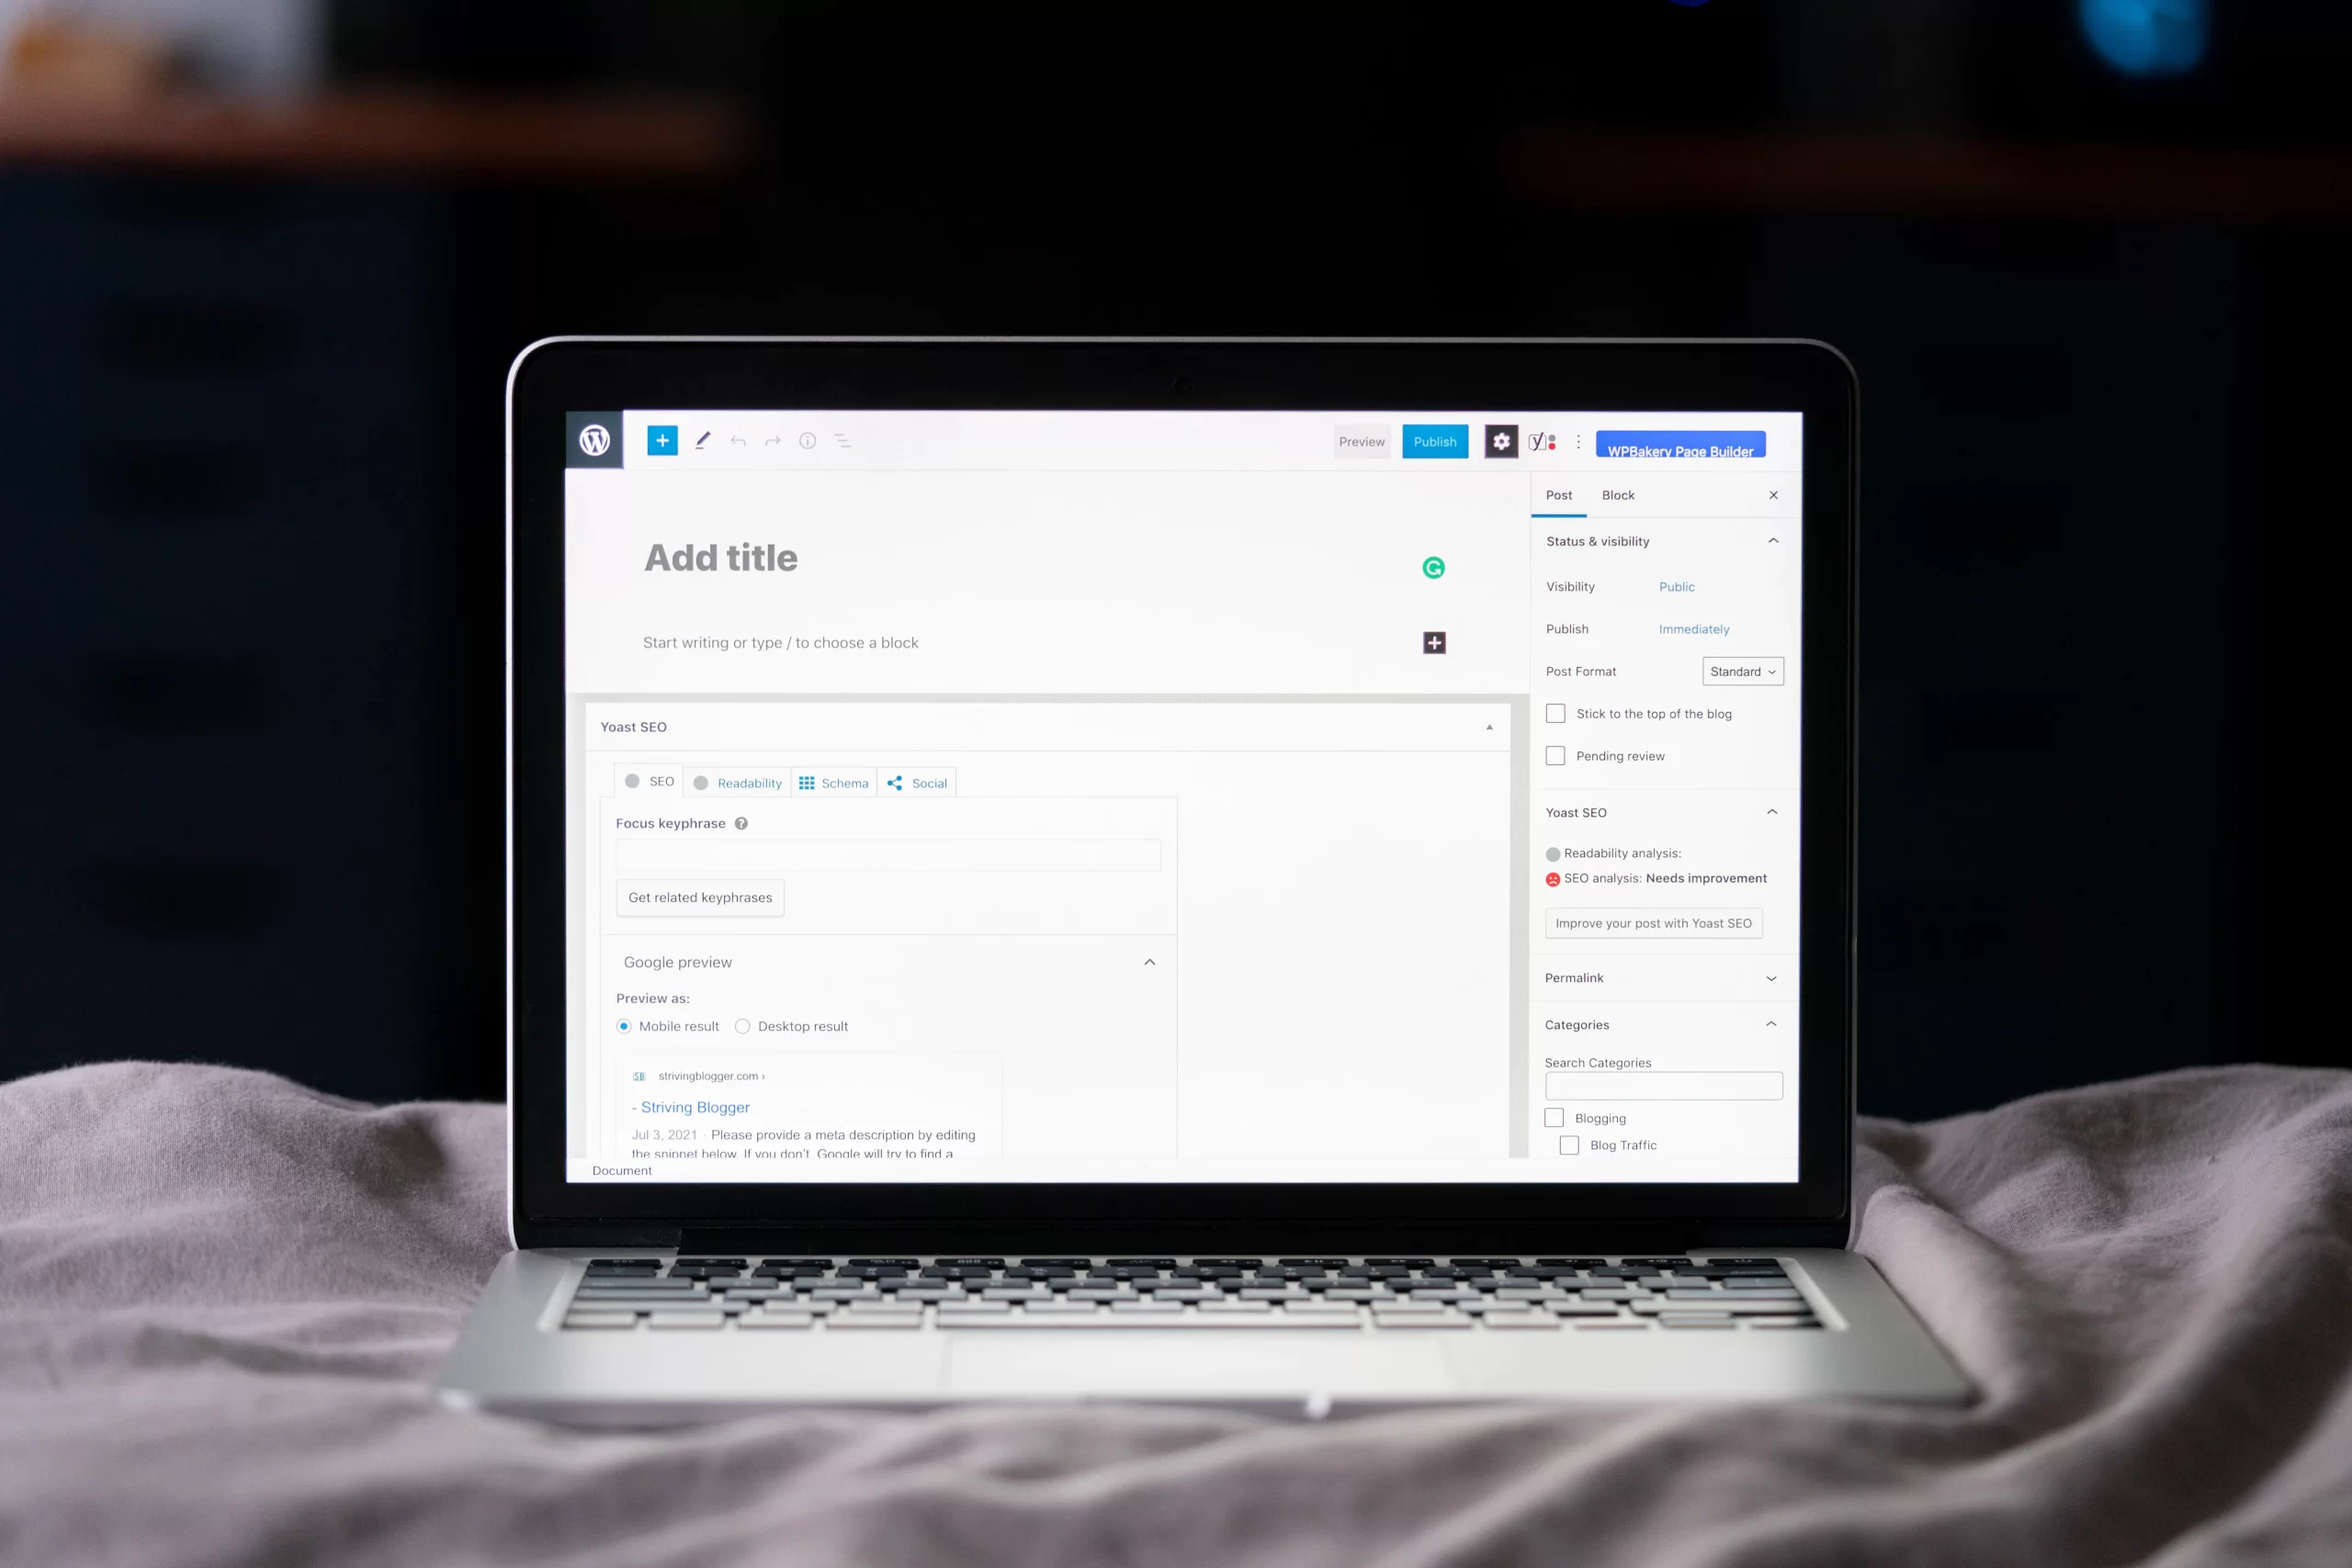 Preview
Publish
WPBakery Page Builder
Post
Block
Add title
Start writing or type / to choose a block
Status & visibility
Visibility
Public
Publish
Immediately
Post Format
Standard
Stick to the top of the blog
Pending review
Yoast SEO
SEO
Readability
Schema
Social
Focus keyphrase
Get related keyphrases
Google preview
Preview as:
Mobile result
Desktop result
SB strivingblogger.com ›
- Striving Blogger
Jul 3, 2021 · Please provide a meta description by editing
the snippet below. If you don't, Google will try to find a
Document
Yoast SEO
Readability analysis:
SEO analysis: Needs improvement
Improve your post with Yoast SEO
Permalink
Categories
Search Categories
Blogging
Blog Traffic